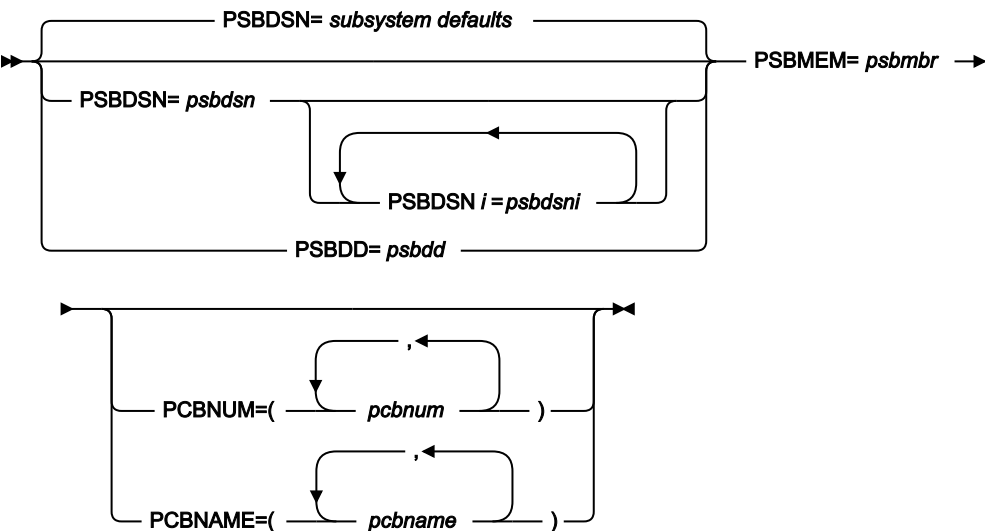 PSBDSN= subsystem defaults
PSBMEM= psbmbr
PSBDSN= psbdsn
PSBDSN i =psbdsni
PSBDD= psbdd
,
PCBNUM=( pcbnum )
,
PCBNAME=( pcbname )